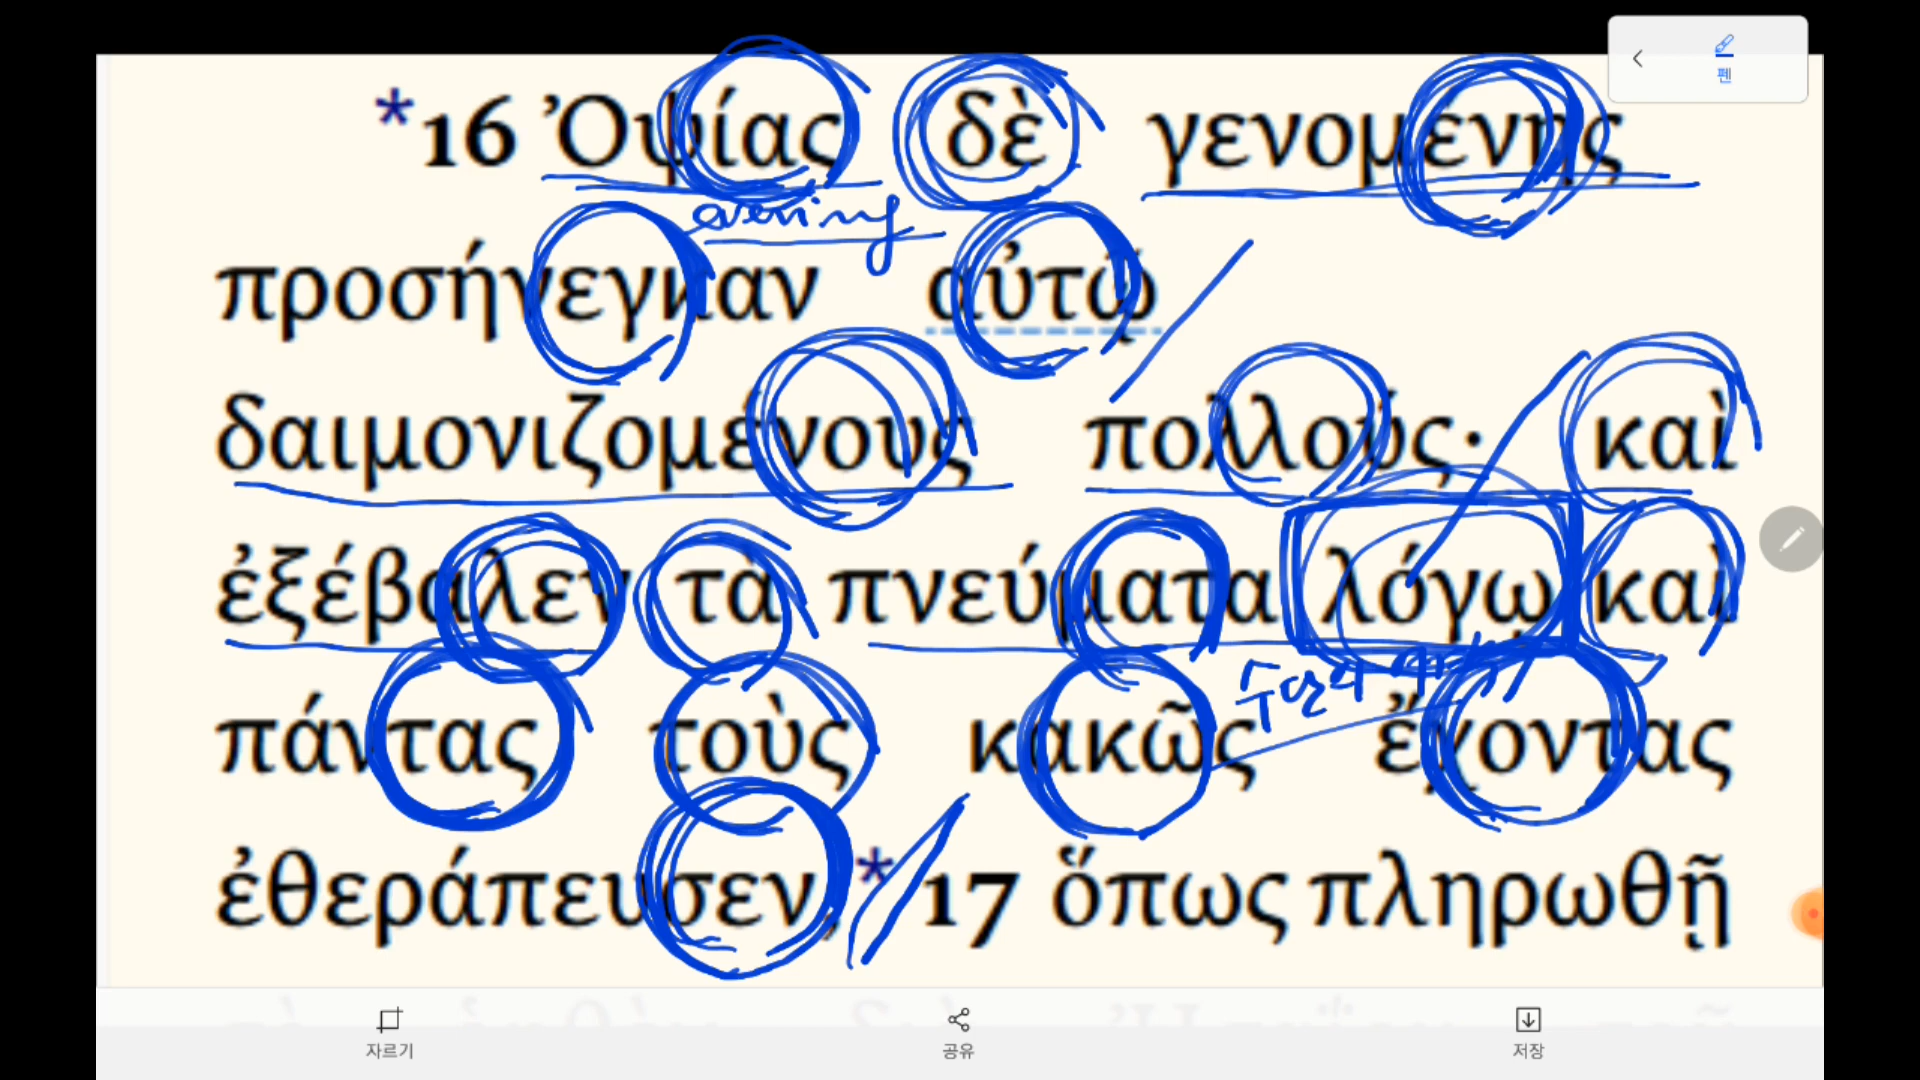 펜
*16 Ὀψίας δὲ γενομένης
evening
προσήνεγκαν αὐτῷ
δαιμονιζομένους πολλούς· καὶ
ἐξέβαλεν τὰ πνεύματα λόγῳ καὶ
πάντας τοὺς κακῶς ἔχοντας
ἐθεράπευσεν, *17 ὅπως πληρωθῇ
자르기 공유 저장